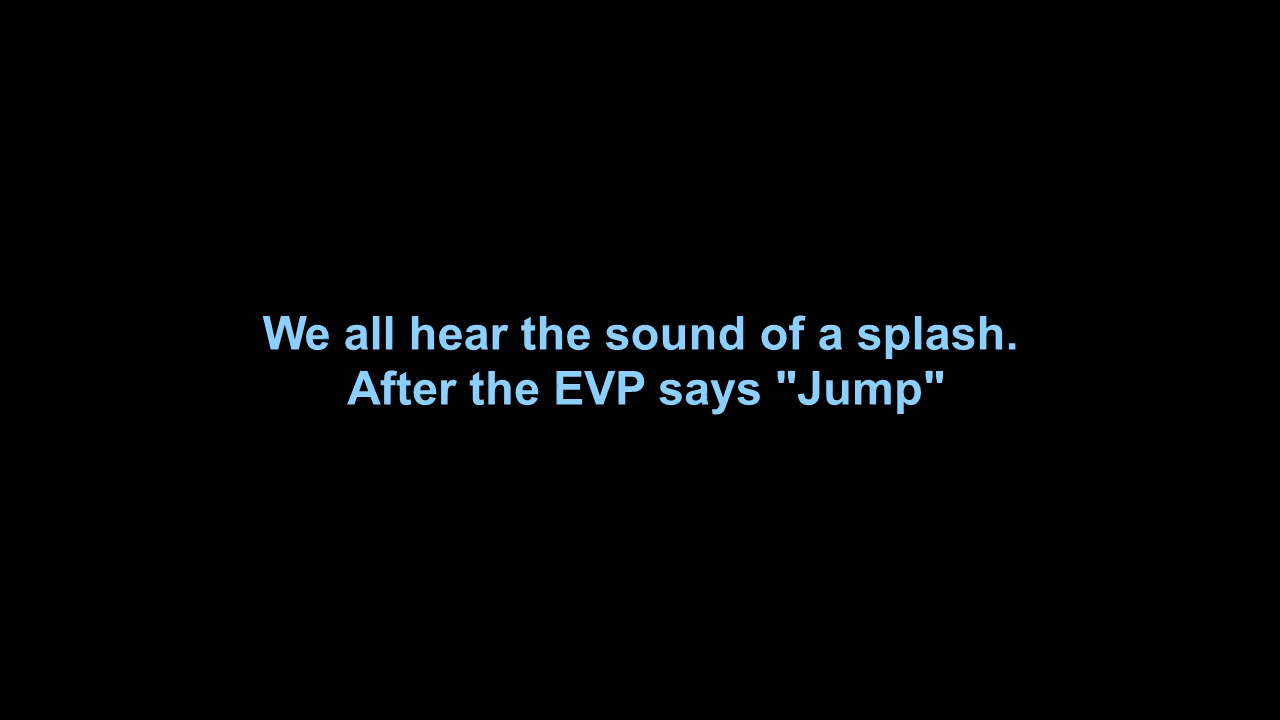 We all hear the sound of a splash.
After the EVP says "Jump"